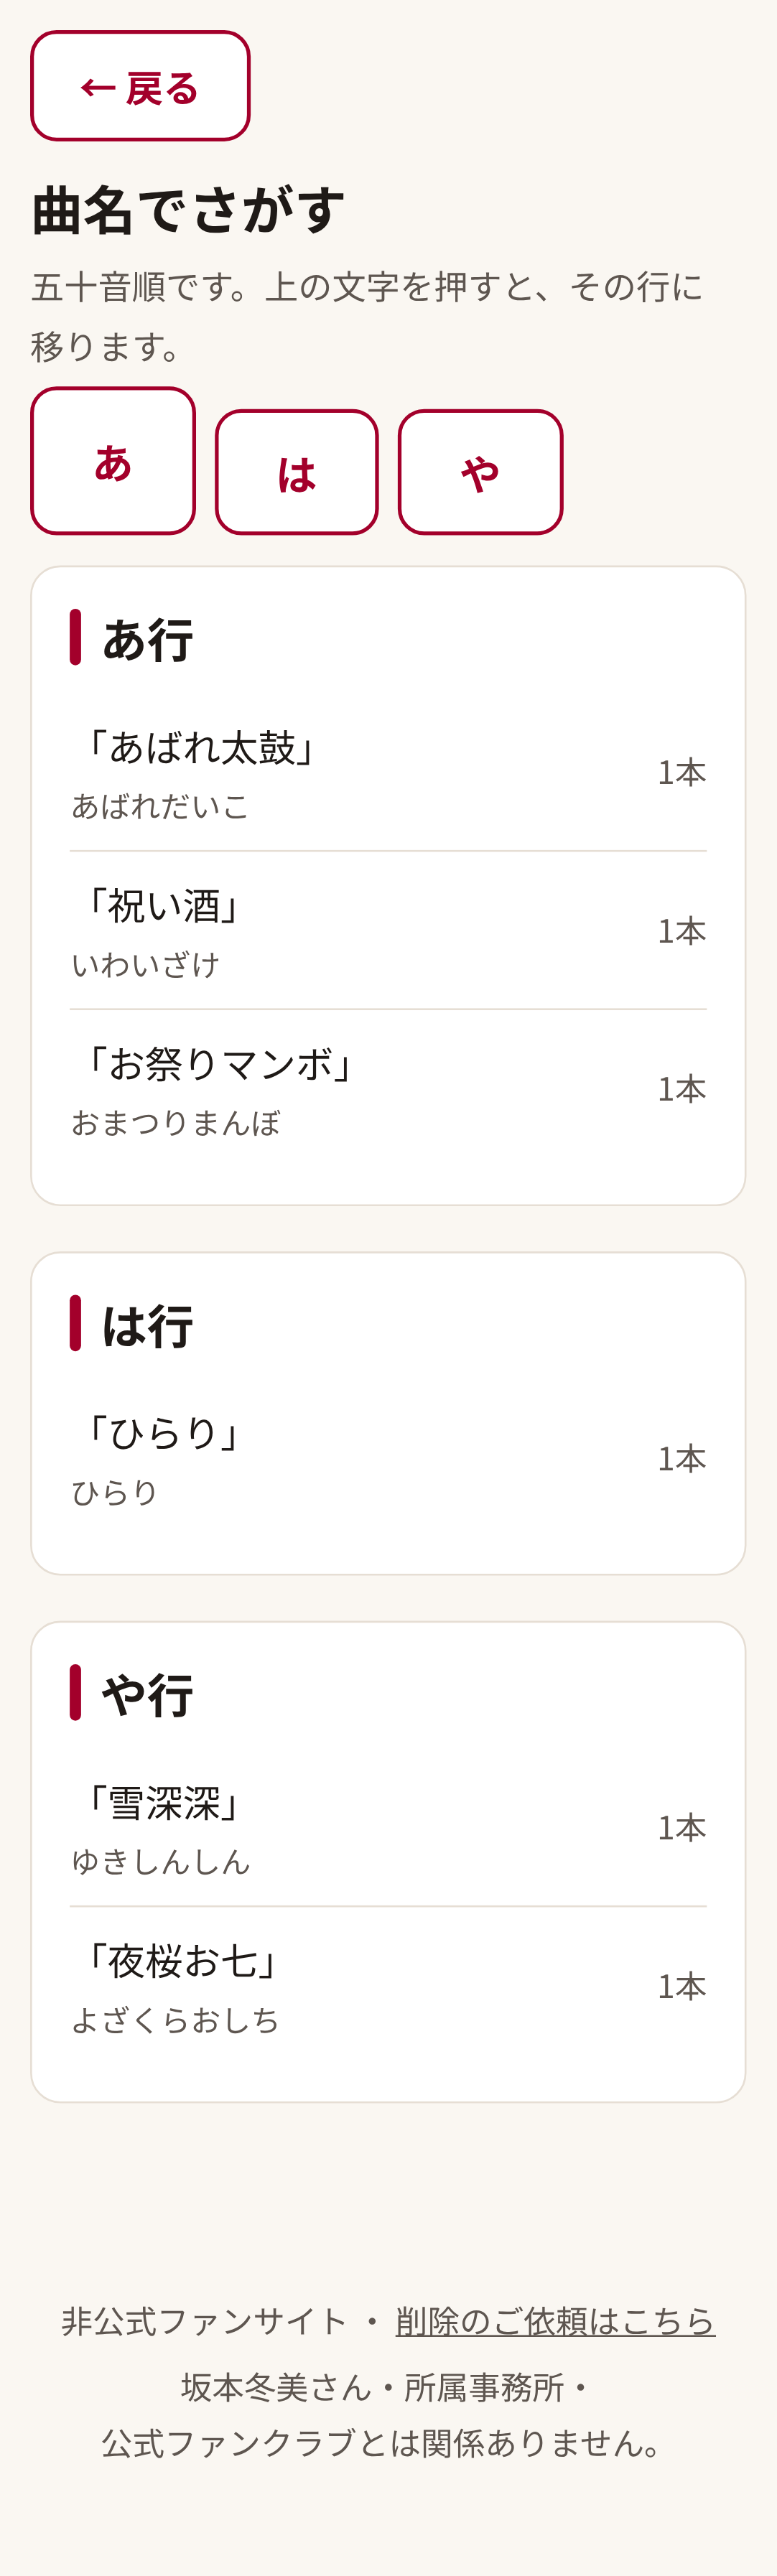 ← 戻る
曲名でさがす
五十音順です。上の文字を押すと、その行に
移ります。
あ
は
や
あ行
「あばれ太鼓」
あばれだいこ
1本
「祝い酒」
いわいざけ
1本
「お祭りマンボ」
おまつりまんぼ
1本
は行
「ひらり」
ひらり
1本
や行
「雪深深」
ゆきしんしん
1本
「夜桜お七」
よざくらおしち
1本
非公式ファンサイト ・ 削除のご依頼はこちら
坂本冬美さん・所属事務所・
公式ファンクラブとは関係ありません。